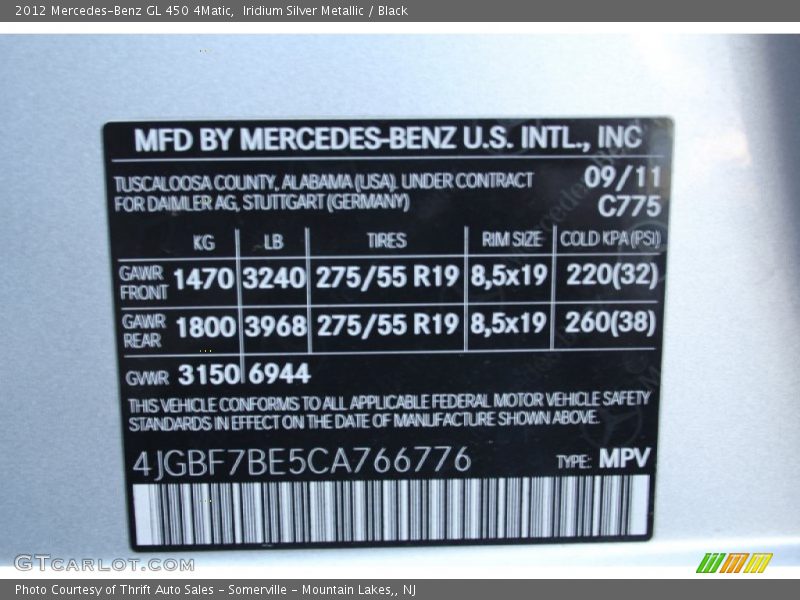 2012 Mercedes-Benz GL 450 4Matic, Iridium Silver Metallic / Black
MFD BY MERCEDES-BENZ U.S. INTL., INC
TUSCALOOSA COUNTY, ALABAMA (USA). UNDER CONTRACT 09/11
FOR DAIMLER AG, STUTTGART (GERMANY) C775
KG LB TIRES RIM SIZE COLD KPA (PSI)
GAWR FRONT 1470 3240 275/55 R19 8,5x19 220(32)
GAWR REAR 1800 3968 275/55 R19 8,5x19 260(38)
GVWR 3150 6944
THIS VEHICLE CONFORMS TO ALL APPLICABLE FEDERAL MOTOR VEHICLE SAFETY
STANDARDS IN EFFECT ON THE DATE OF MANUFACTURE SHOWN ABOVE.
4JGBF7BE5CA766776 TYPE: MPV
GTCARLOT.COM
Photo Courtesy of Thrift Auto Sales - Somerville - Mountain Lakes,, NJ